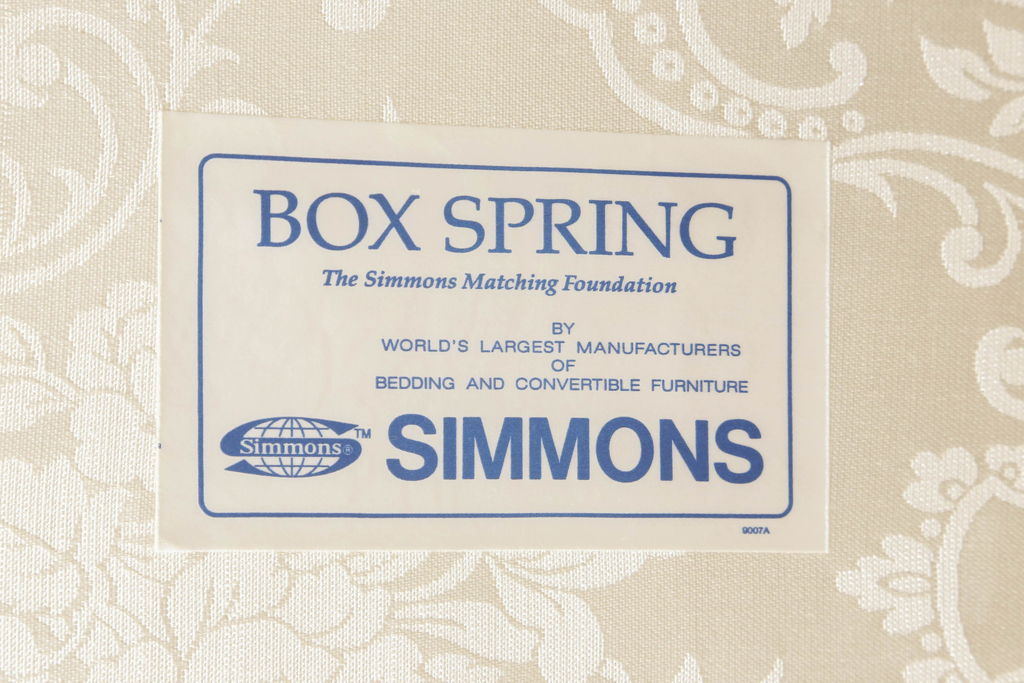 BOX SPRING
The Simmons Matching Foundation
BY
WORLD'S LARGEST MANUFACTURERS
OF
BEDDING AND CONVERTIBLE FURNITURE
Simmons® TM
SIMMONS
9007A